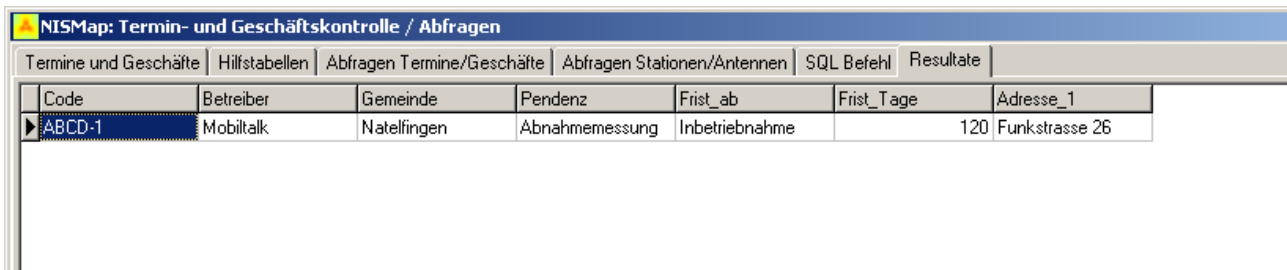 NISMap: Termin- und Geschäftskontrolle / Abfragen
Termine und Geschäfte Hilfstabellen Abfragen Termine/Geschäfte Abfragen Stationen/Antennen SQL Befehl Resultate
Code Betreiber Gemeinde Pendenz Frist_ab Frist_Tage Adresse_1
ABCD-1 Mobiltalk Natelfingen Abnahmemessung Inbetriebnahme 120 Funkstrasse 26